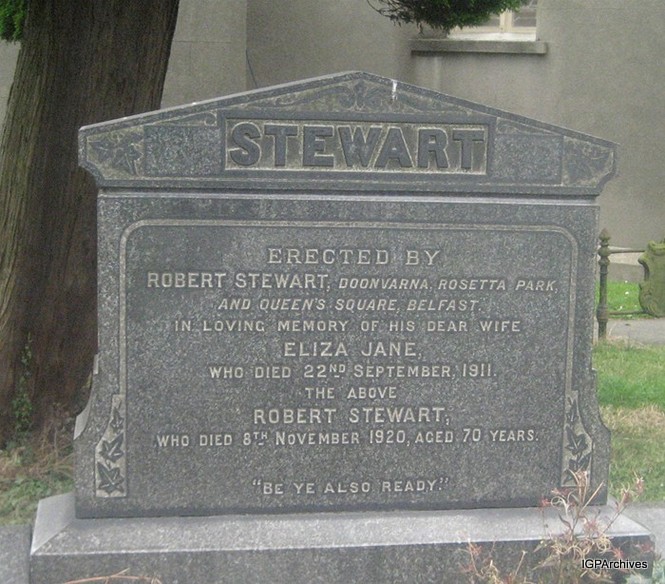 STEWART
ERECTED BY
ROBERT STEWART, DOONVARNA, ROSETTA PARK,
AND QUEEN'S SQUARE, BELFAST.
IN LOVING MEMORY OF HIS DEAR WIFE
ELIZA JANE,
WHO DIED 22ND SEPTEMBER, 1911.
THE ABOVE
ROBERT STEWART,
WHO DIED 8TH NOVEMBER 1920, AGED 70 YEARS.
"BE YE ALSO READY."
IGPArchives